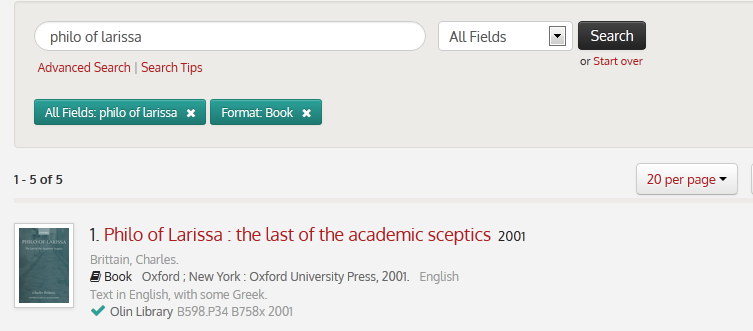 philo of larissa
All Fields
Search
Advanced Search | Search Tips
or Start over
All Fields: philo of larissa ✖
Format: Book ✖
1 - 5 of 5
20 per page
PHILO OF LARISSA
1. Philo of Larissa : the last of the academic sceptics 2001
Brittain, Charles.
Book Oxford ; New York : Oxford University Press, 2001. English
Text in English, with some Greek.
Olin Library B598.P34 B758x 2001